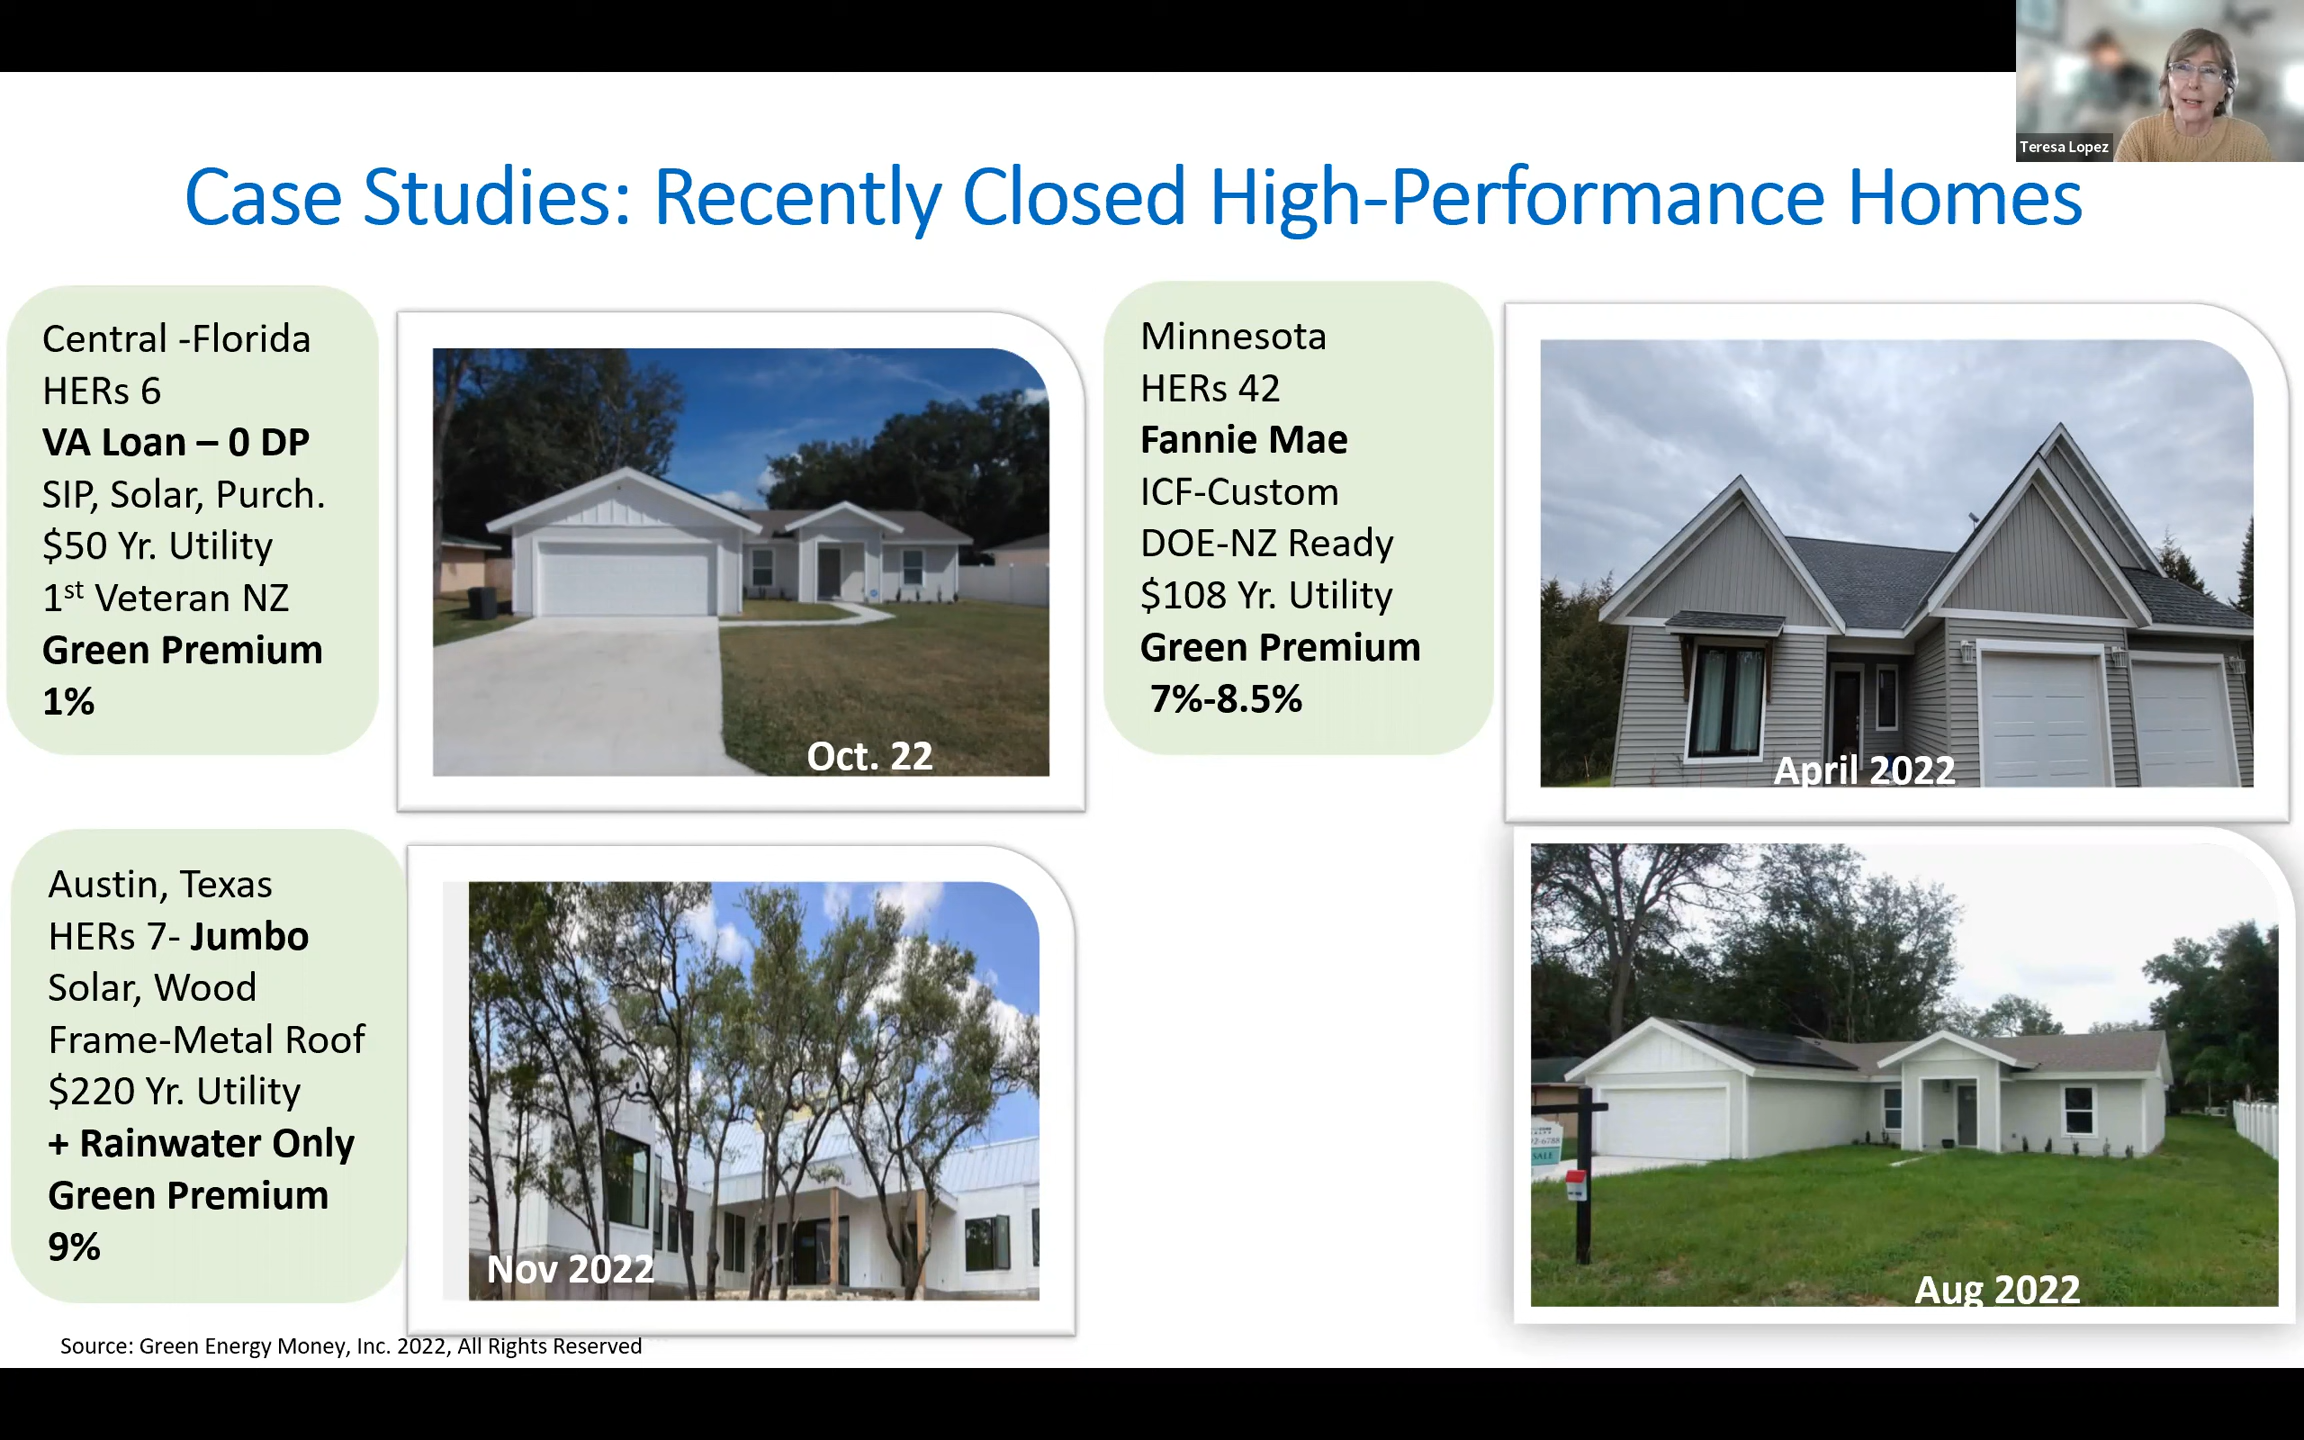 Teresa Lopez
Case Studies: Recently Closed High-Performance Homes
Central -Florida
HERs 6
VA Loan – 0 DP
SIP, Solar, Purch.
$50 Yr. Utility
1st Veteran NZ
Green Premium
1%
Oct. 22
Minnesota
HERs 42
Fannie Mae
ICF-Custom
DOE-NZ Ready
$108 Yr. Utility
Green Premium
7%-8.5%
April 2022
Austin, Texas
HERs 7- Jumbo
Solar, Wood
Frame-Metal Roof
$220 Yr. Utility
+ Rainwater Only
Green Premium
9%
Nov 2022
SALE
Aug 2022
Source: Green Energy Money, Inc. 2022, All Rights Reserved